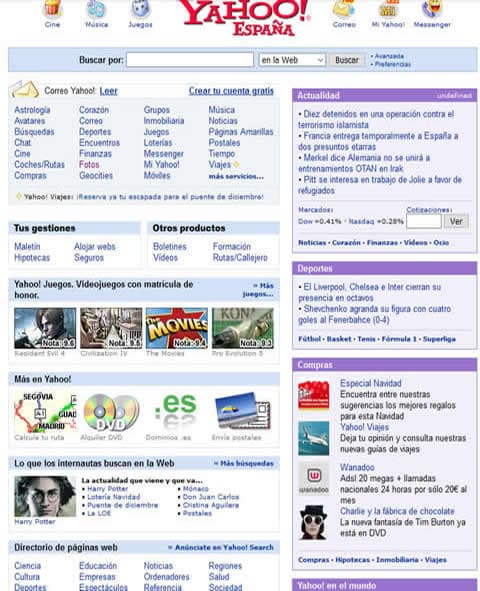 Cine
Música
Juegos
YAHOO!
ESPAÑA
Correo
Mi Yahoo!
Messenger
Buscar por:
en la Web
Buscar
• Avanzada
• Preferencias
Correo Yahoo! Leer
Crear tu cuenta gratis
Astrología Corazón Grupos Música
Avatares Correo Inmobiliaria Noticias
Búsquedas Deportes Juegos Páginas Amarillas
Chat Encuentros Loterías Postales
Cine Finanzas Messenger Tiempo
Coches/Rutas Fotos Mi Yahoo! Viajes
Compras Geocities Móviles más servicios...
Yahoo! Viajes: ¡Reserva ya tu escapada para el puente de diciembre!
Tus gestiones
Maletín Alojar webs
Hipotecas Seguros
Otros productos
Boletines Formación
Vídeos Rutas/Callejero
Yahoo! Juegos. Videojuegos con matrícula de
honor.
» Más
juegos...
Nota: 9.6
Nota: 9.6
The MOVIES
Nota: 9.4
Nota: 9.3
Resident Evil 4
Civilization IV
The Movies
Pro Evolution 5
Más en Yahoo!
SEGOVIA
A-1
GUAD
MADRID
DVD
.es
Calcula tu ruta
Alquiler DVD
Dominios .es
Envía postales
Lo que los internautas buscan en la Web
» Más búsquedas
La actualidad que viene y que va...
• Harry Potter
• Lotería Navidad
• Puente de diciembre
• La LOE
• Mónaco
• Don Juan Carlos
• Cristina Aguilera
• Postales
Harry Potter
Directorio de páginas web
» Anúnciate en Yahoo! Search
Ciencia Educación Noticias Regiones
Cultura Empresas Ordenadores Salud
Deportes Espectáculos Referencia Sociedad
Actualidad
undefined
• Diez detenidos en una operación contra el
terrorismo islamista
• Francia entrega temporalmente a España a
dos presuntos etarras
• Merkel dice Alemania no se unirá a
entrenamientos OTAN en Irak
• Pitt se interesa en trabajo de Jolie a favor de
refugiados
Mercados:
Dow +0.41% · Nasdaq +0.28%
Cotizaciones:
Ver
Noticias · Corazón · Finanzas · Vídeos · Ocio
Deportes
• El Liverpool, Chelsea e Inter cierran su
presencia en octavos
• Shevchenko agranda su figura con cuatro
goles al Fenerbahce (0-4)
Fútbol · Basket · Tenis · Fórmula 1 · Superliga
Compras
Especial Navidad
Encuentra entre nuestras
sugerencias los mejores regalos
para esta Navidad
Yahoo! Viajes
Deja tu opinión y consulta nuestras
nuevas guías de viajes
wanadoo
Wanadoo
Adsl 20 megas + llamadas
nacionales 24 horas por sólo 20€ al
mes
Charlie y la fábrica de chocolate
La nueva fantasía de Tim Burton ya
está en DVD
Compras · Hipotecas · Inmobiliaria · Viajes
Yahoo! en el mundo